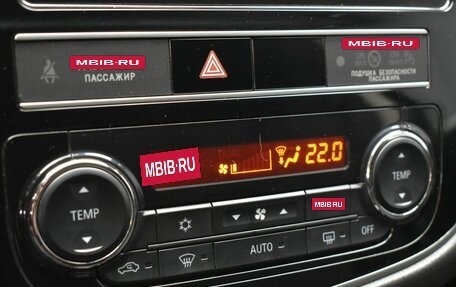 MBIB·RU
ПАССАЖИР
MBIB·RU
ПОДУШКА БЕЗОПАСНОСТИ
ПАССАЖИРА
MBIB·RU
22.0
TEMP
TEMP
MBIB·RU
AUTO
OFF